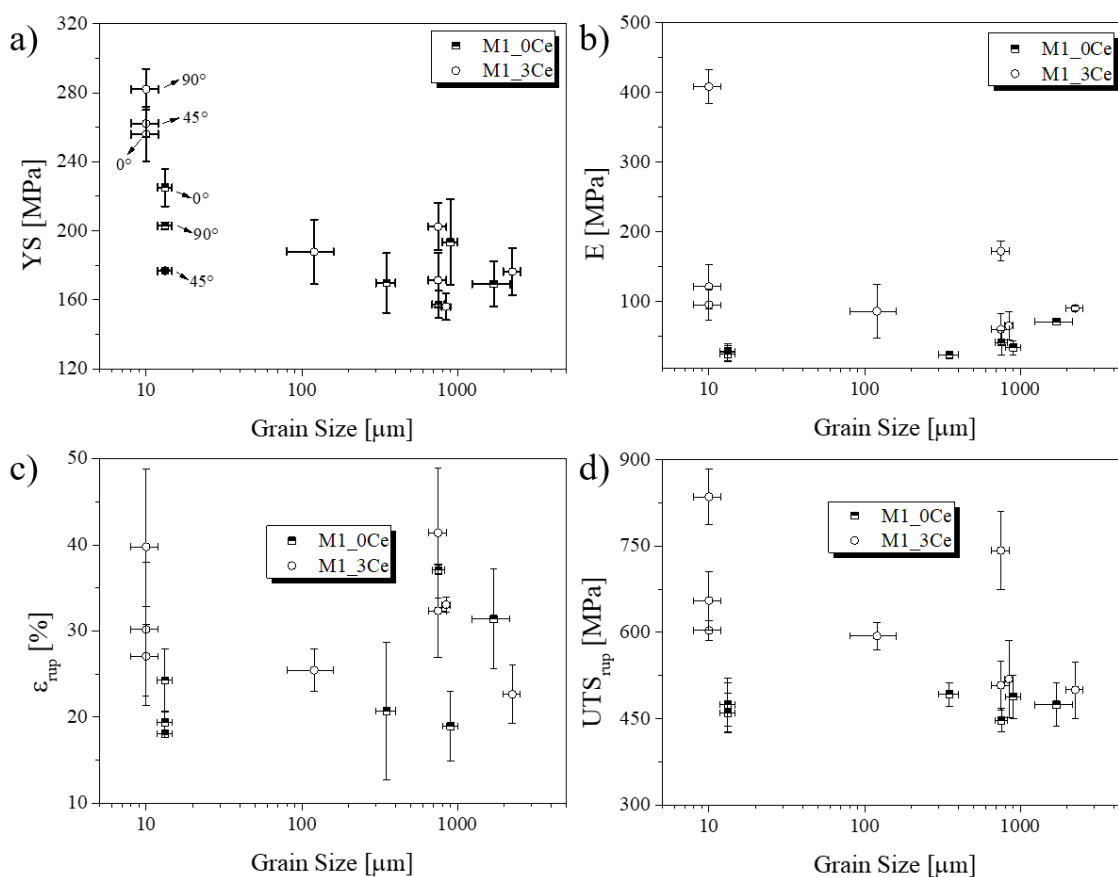 a)
320
280
240
200
160
120
YS [MPa]
M1_0Ce
M1_3Ce
90°
45°
0°
0°
90°
45°
10
100
1000
Grain Size [μm]
b)
500
400
300
200
100
E [MPa]
M1_0Ce
M1_3Ce
10
100
1000
Grain Size [μm]
c)
50
40
30
20
10
εrup [%]
M1_0Ce
M1_3Ce
10
100
1000
Grain Size [μm]
d)
900
750
600
450
300
UTSrup [MPa]
M1_0Ce
M1_3Ce
10
100
1000
Grain Size [μm]